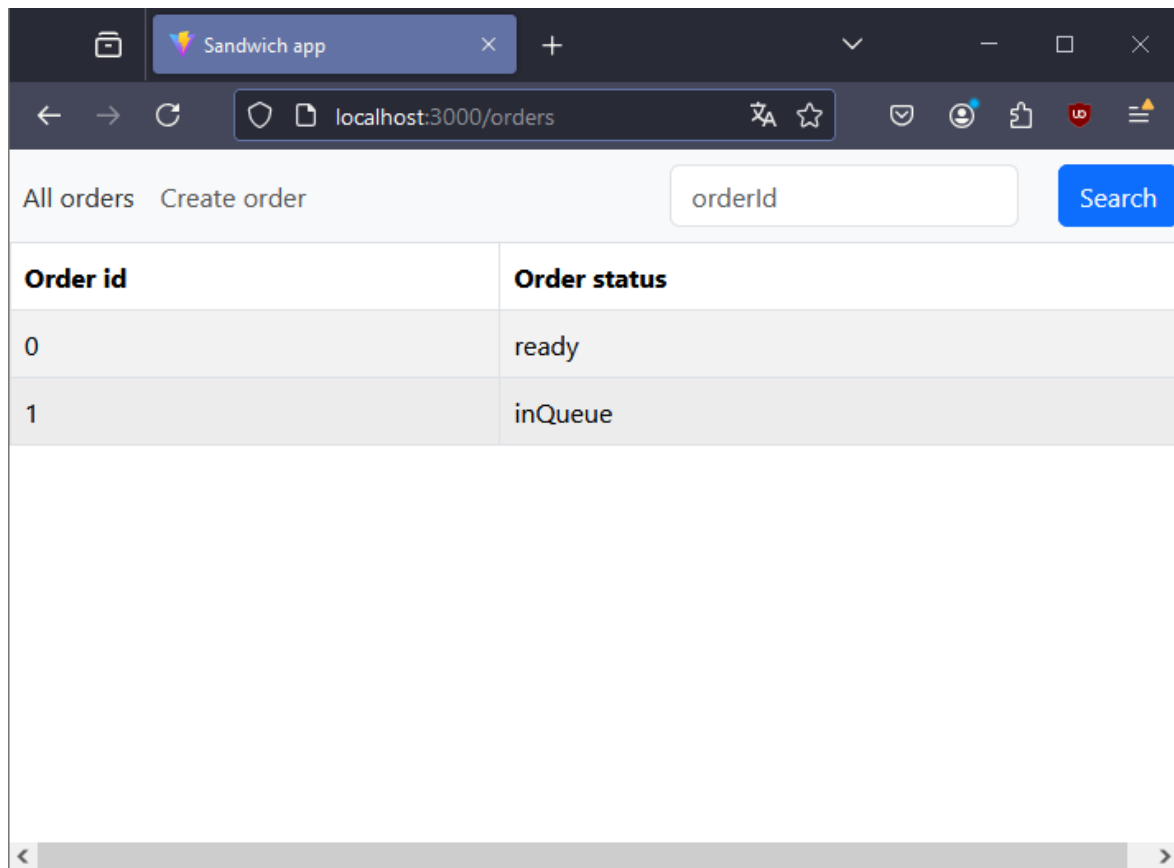 Sandwich app
localhost:3000/orders
All orders Create order orderId Search
Order id Order status
0 ready
1 inQueue